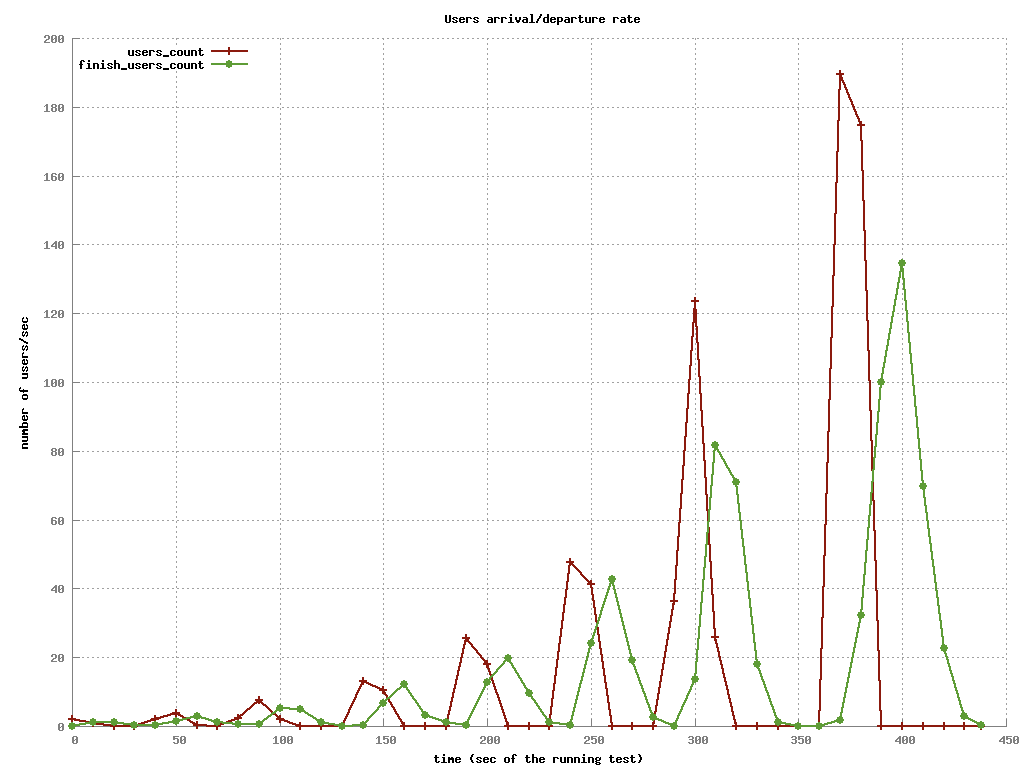 Users arrival/departure rate
200
users_count
finish_users_count
180
160
140
120
100
80
60
40
20
0
number of users/sec
0 50 100 150 200 250 300 350 400 450
time (sec of the running test)